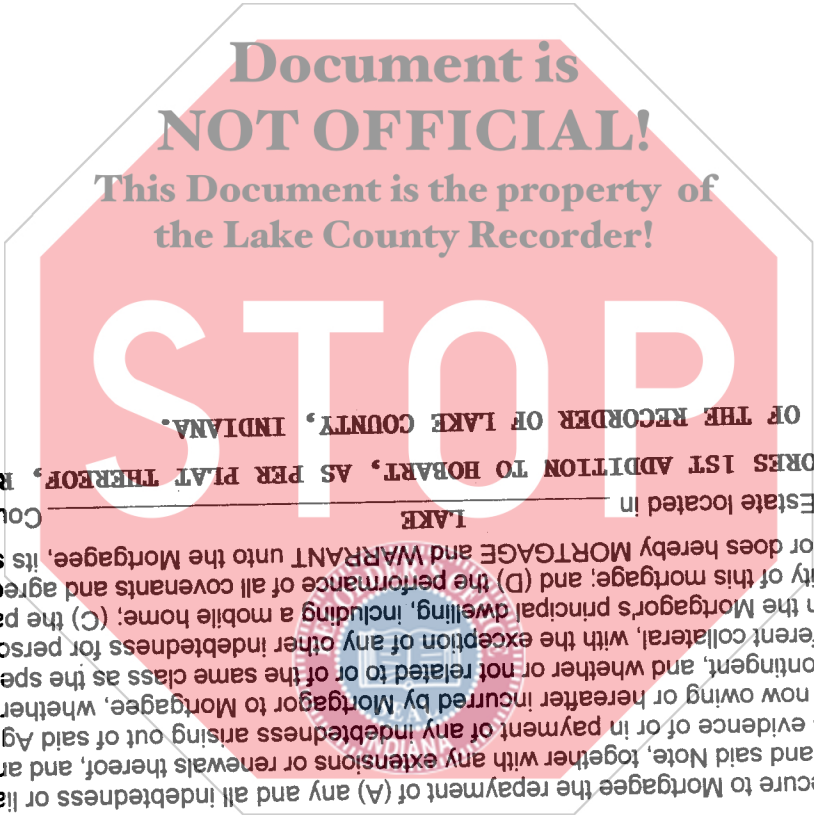 Document is
NOT OFFICIAL!
This Document is the property of
the Lake County Recorder!
STOP
ecure to Mortgagee the repayment of (A) any and all indebtedness or lia
and said Note, together with any extensions or renewals thereof, and an
evidence of or in payment of any indebtedness arising out of said Ag
now owing or hereafter incurred by Mortgagor to Mortgagee, whether
ontingent, and whether or not related to or of the same class as the spe
erent collateral, with the exception of any other indebtedness for perso
n the Mortgagor's principal dwelling, including a mobile home; (C) the pa
ity of this mortgage; and (D) the performance of all covenants and agree
or does hereby MORTGAGE and WARRANT unto the Mortgagee, its s
Estate located in LAKE Cou
ORES 1ST ADDITION TO HOBART, AS PER PLAT THEREOF, R
OF THE RECORDER OF LAKE COUNTY, INDIANA.
INDIANA